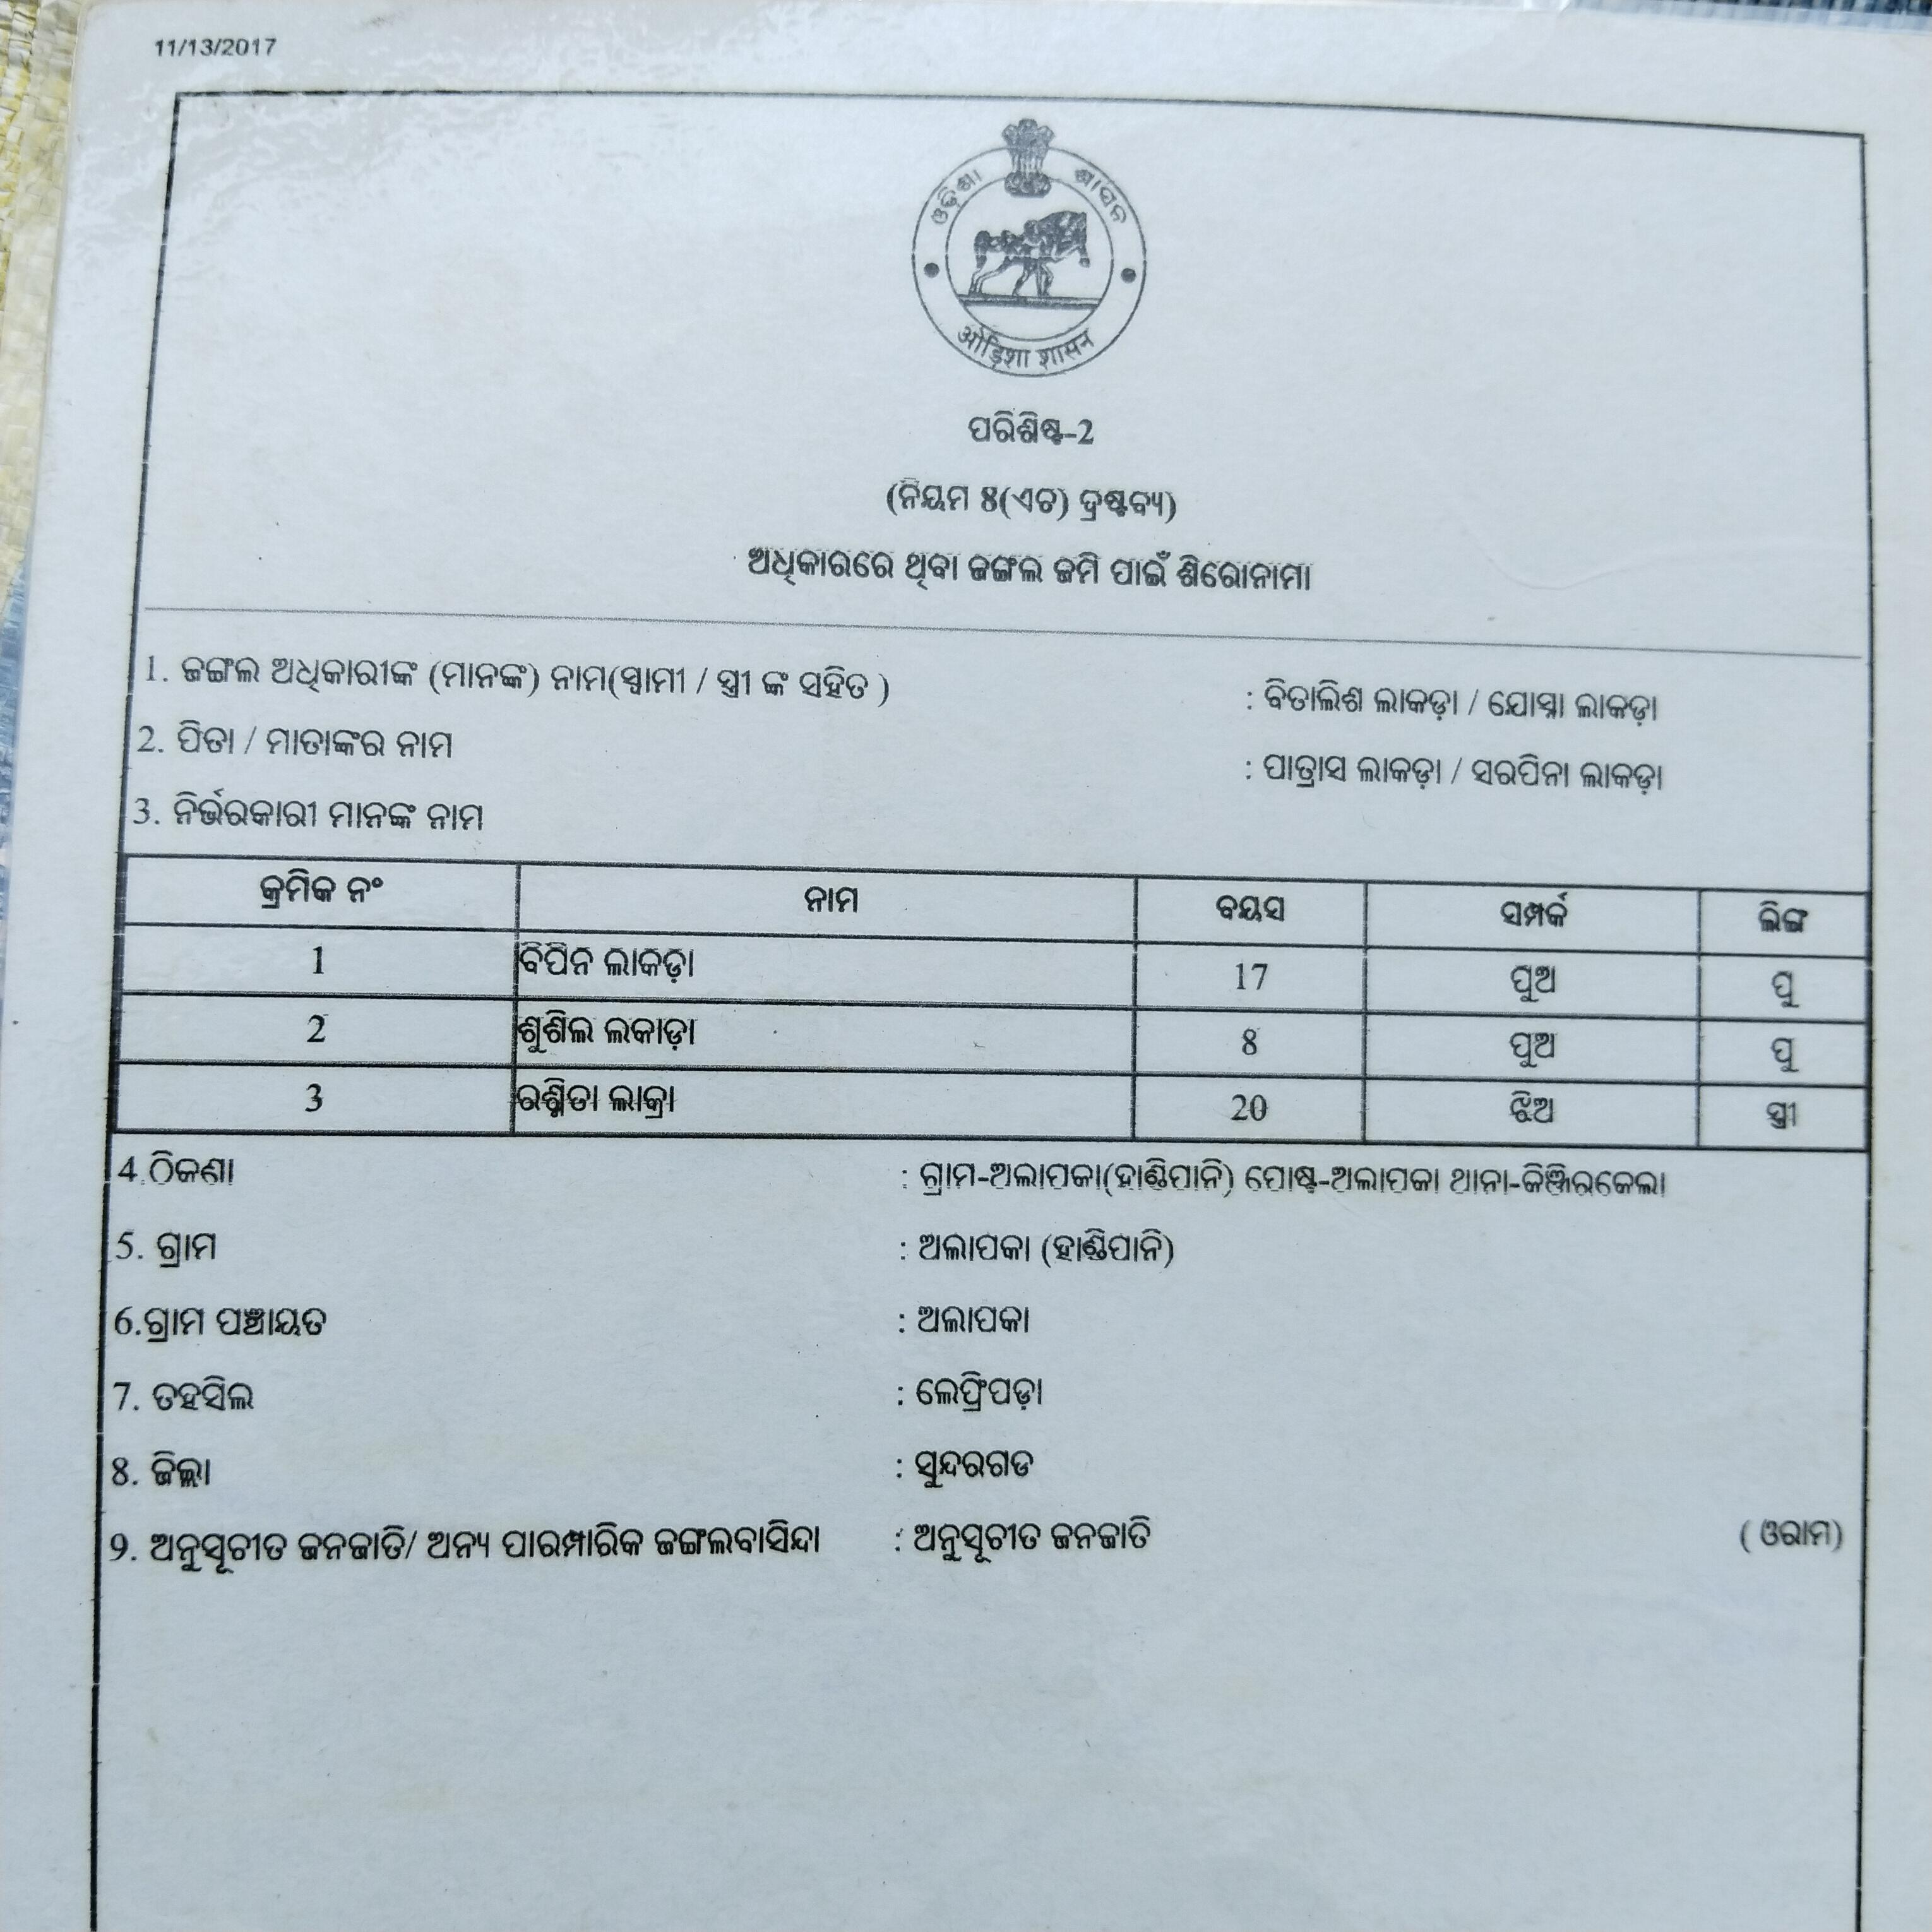 11/13/2017
ଓଡ଼ିଶା ଶାସନ
ओड़िशा शासन
ପରିଶିଷ୍ଟ-2
(ନିୟମ ୫(ଏଚ) ଦ୍ରଷ୍ଟବ୍ୟ)
ଅଧିକାରରେ ଥିବା ଜଙ୍ଗଲ ଜମି ପାଇଁ ଶିରୋନାମା
1. ଜଙ୍ଗଲ ଅଧିକାରୀଙ୍କ (ମାନଙ୍କ) ନାମ(ସ୍ୱାମୀ / ସ୍ତ୍ରୀ ଙ୍କ ସହିତ ) : ବିତାଲିଶ ଲାକଡ଼ା / ଯୋସ୍ନା ଲାକଡ଼ା
2. ପିତା / ମାତାଙ୍କର ନାମ : ପାତ୍ରାସ ଲାକଡ଼ା / ସରପିନା ଲାକଡ଼ା
3. ନିର୍ଭରକାରୀ ମାନଙ୍କ ନାମ
କ୍ରମିକ ନଂ ନାମ ବୟସ ସମ୍ପର୍କ ଲିଙ୍ଗ
1 ବିପିନ ଲାକଡ଼ା 17 ପୁଅ ପୁ
2 ଶୁଶିଲ ଲକାଡ଼ା 8 ପୁଅ ପୁ
3 ରଶ୍ମିତା ଲାକ୍ରା 20 ଝିଅ ସ୍ତ୍ରୀ
4.ଠିକଣା : ଗ୍ରାମ-ଅଲାପକା(ହାଣ୍ଡିପାନି) ପୋଷ୍ଟ-ଅଲାପକା ଥାନା-କିଞ୍ଜିରକେଲା
5. ଗ୍ରାମ : ଅଲାପକା (ହାଣ୍ଡିପାନି)
6.ଗ୍ରାମ ପଞ୍ଚାୟତ : ଅଲାପକା
7. ତହସିଲ : ଲେଫ୍ରିପଡ଼ା
8. ଜିଲ୍ଲା : ସୁନ୍ଦରଗଡ
9. ଅନୁସୂଚୀତ ଜନଜାତି/ ଅନ୍ୟ ପାରମ୍ପାରିକ ଜଙ୍ଗଲବାସିନ୍ଦା : ଅନୁସୂଚୀତ ଜନଜାତି ( ଓରାମ)